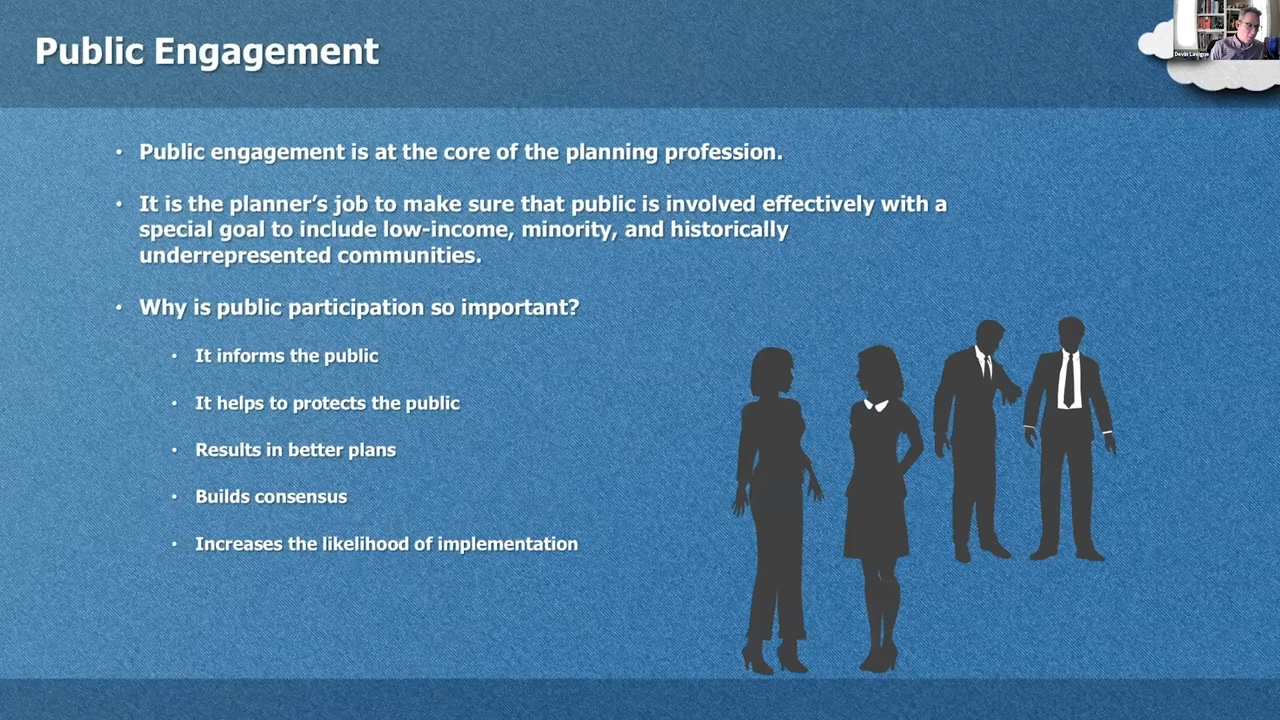 Public Engagement
Devin Lavigne
• Public engagement is at the core of the planning profession.
• It is the planner’s job to make sure that public is involved effectively with a
special goal to include low-income, minority, and historically
underrepresented communities.
• Why is public participation so important?
• It informs the public
• It helps to protects the public
• Results in better plans
• Builds consensus
• Increases the likelihood of implementation